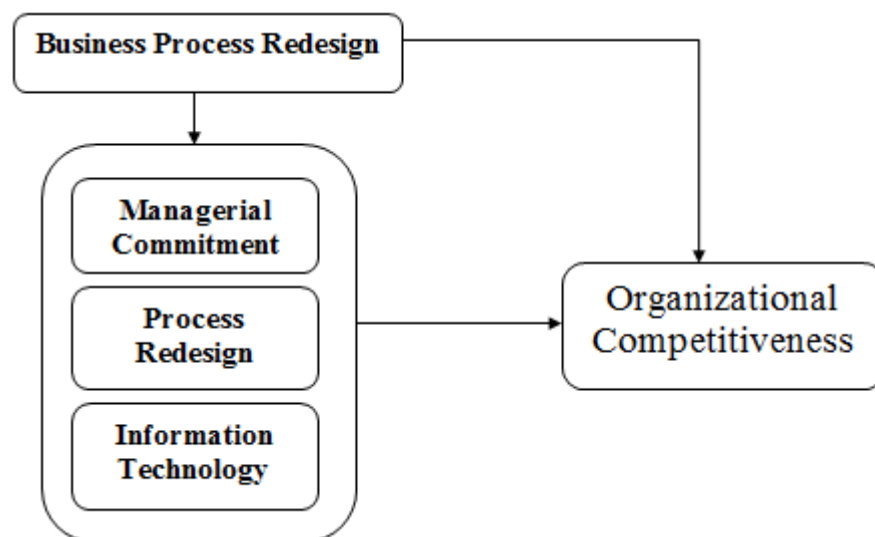 Business Process Redesign
Managerial
Commitment
Process
Redesign
Information
Technology
Organizational
Competitiveness